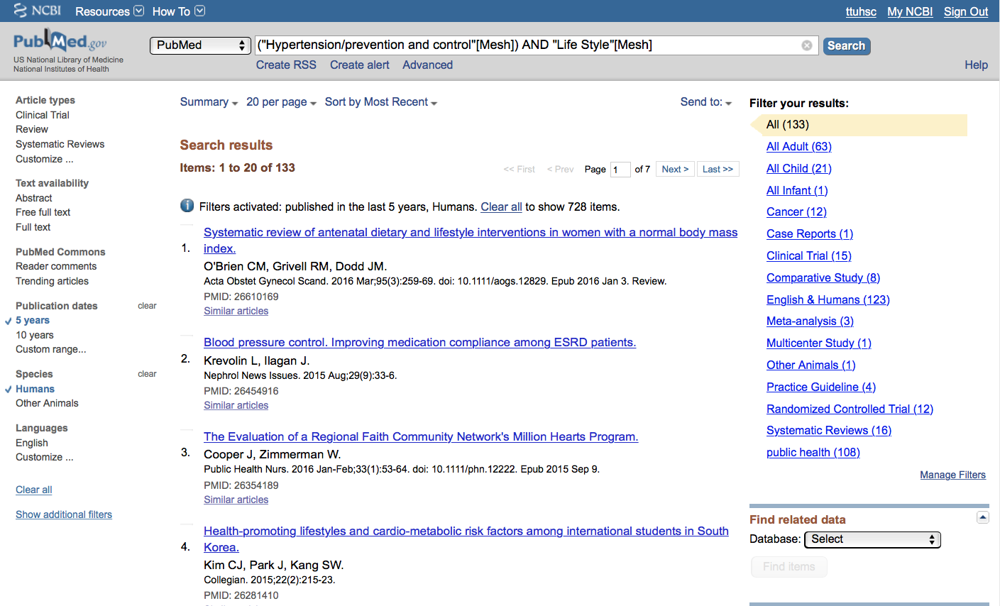 NCBI Resources How To ttuhsc My NCBI Sign Out
PubMed.gov
US National Library of Medicine
National Institutes of Health
PubMed ("Hypertension/prevention and control"[Mesh]) AND "Life Style"[Mesh] Search
Create RSS Create alert Advanced Help
Article types
Clinical Trial
Review
Systematic Reviews
Customize ...
Text availability
Abstract
Free full text
Full text
PubMed Commons
Reader comments
Trending articles
Publication dates clear
5 years
10 years
Custom range...
Species clear
Humans
Other Animals
Languages
English
Customize ...
Clear all
Show additional filters
Summary 20 per page Sort by Most Recent Send to:
Search results
Items: 1 to 20 of 133
<< First < Prev Page 1 of 7 Next > Last >>
Filters activated: published in the last 5 years, Humans. Clear all to show 728 items.
1. Systematic review of antenatal dietary and lifestyle interventions in women with a normal body mass
index.
O'Brien CM, Grivell RM, Dodd JM.
Acta Obstet Gynecol Scand. 2016 Mar;95(3):259-69. doi: 10.1111/aogs.12829. Epub 2016 Jan 3. Review.
PMID: 26610169
Similar articles
2. Blood pressure control. Improving medication compliance among ESRD patients.
Krevolin L, Ilagan J.
Nephrol News Issues. 2015 Aug;29(9):33-6.
PMID: 26454916
Similar articles
3. The Evaluation of a Regional Faith Community Network's Million Hearts Program.
Cooper J, Zimmerman W.
Public Health Nurs. 2016 Jan-Feb;33(1):53-64. doi: 10.1111/phn.12222. Epub 2015 Sep 9.
PMID: 26354189
Similar articles
4. Health-promoting lifestyles and cardio-metabolic risk factors among international students in South
Korea.
Kim CJ, Park J, Kang SW.
Collegian. 2015;22(2):215-23.
PMID: 26281410
Filter your results:
All (133)
All Adult (63)
All Child (21)
All Infant (1)
Cancer (12)
Case Reports (1)
Clinical Trial (15)
Comparative Study (8)
English & Humans (123)
Meta-analysis (3)
Multicenter Study (1)
Other Animals (1)
Practice Guideline (4)
Randomized Controlled Trial (12)
Systematic Reviews (16)
public health (108)
Manage Filters
Find related data
Database: Select
Find items